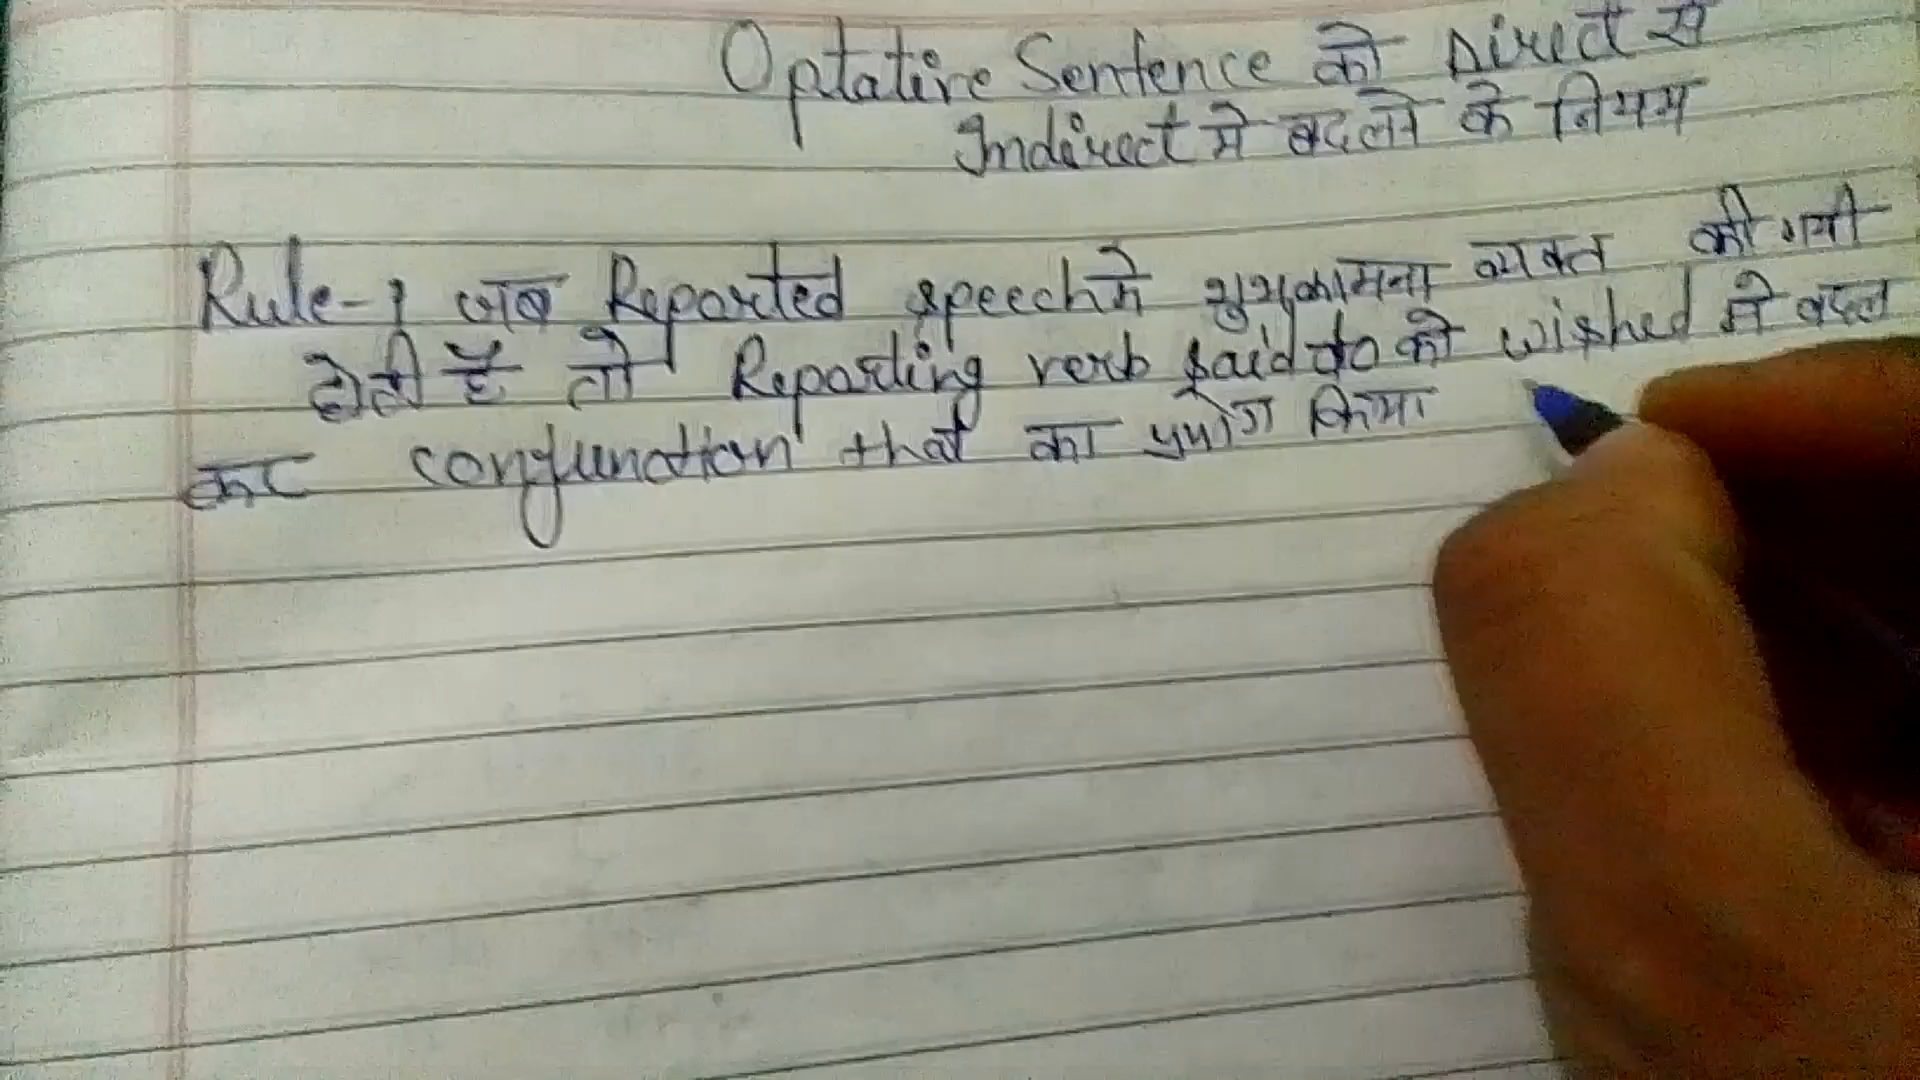 Optative Sentence को Direct से
Indirect मे बदलने के नियम
Rule-1 जब Reported speech मे शुभकामना व्यक्त की गयी
होती है तो Reporting verb said to को wished मे बदल
कर conjunction that का प्रयोग किया